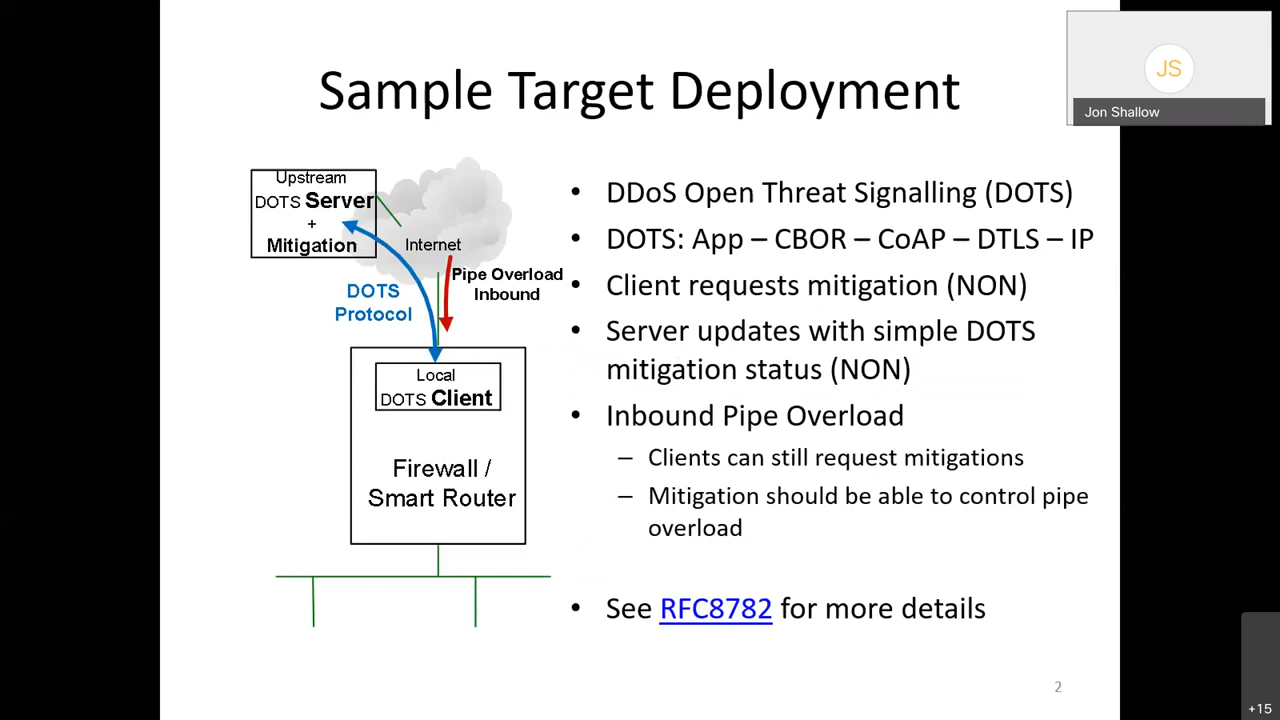 Sample Target Deployment
JS
Jon Shallow
Upstream
DOTS Server
+
Mitigation
Internet
Pipe Overload
Inbound
DOTS
Protocol
Local
DOTS Client
Firewall /
Smart Router
• DDoS Open Threat Signalling (DOTS)
• DOTS: App – CBOR – CoAP – DTLS – IP
• Client requests mitigation (NON)
• Server updates with simple DOTS
mitigation status (NON)
• Inbound Pipe Overload
– Clients can still request mitigations
– Mitigation should be able to control pipe
overload
• See RFC8782 for more details
2
+15